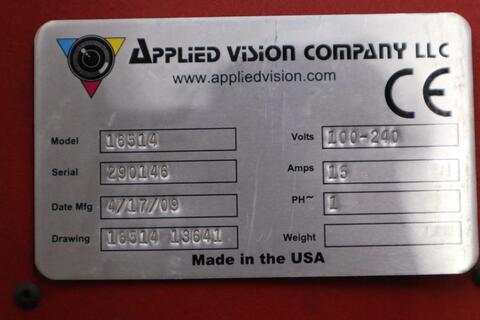 APPLIED VISION COMPANY LLC
www.appliedvision.com
CE
Model 16514 Volts 100-240
Serial 290146 Amps 15
Date Mfg 4/17/09 PH~ 1
Drawing 16514 13641 Weight
Made in the USA